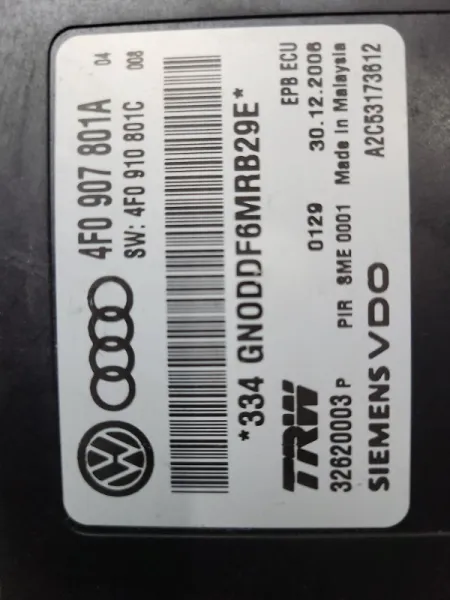 4F0 907 801A 04
SW: 4F0 910 801C 008
*334 GNODDF6MRB29E*
TRW EPB ECU
32620003 P 0129 30.12.2006
PIR SME 0001 Made In Malaysia
SIEMENS VDO A2C53173612